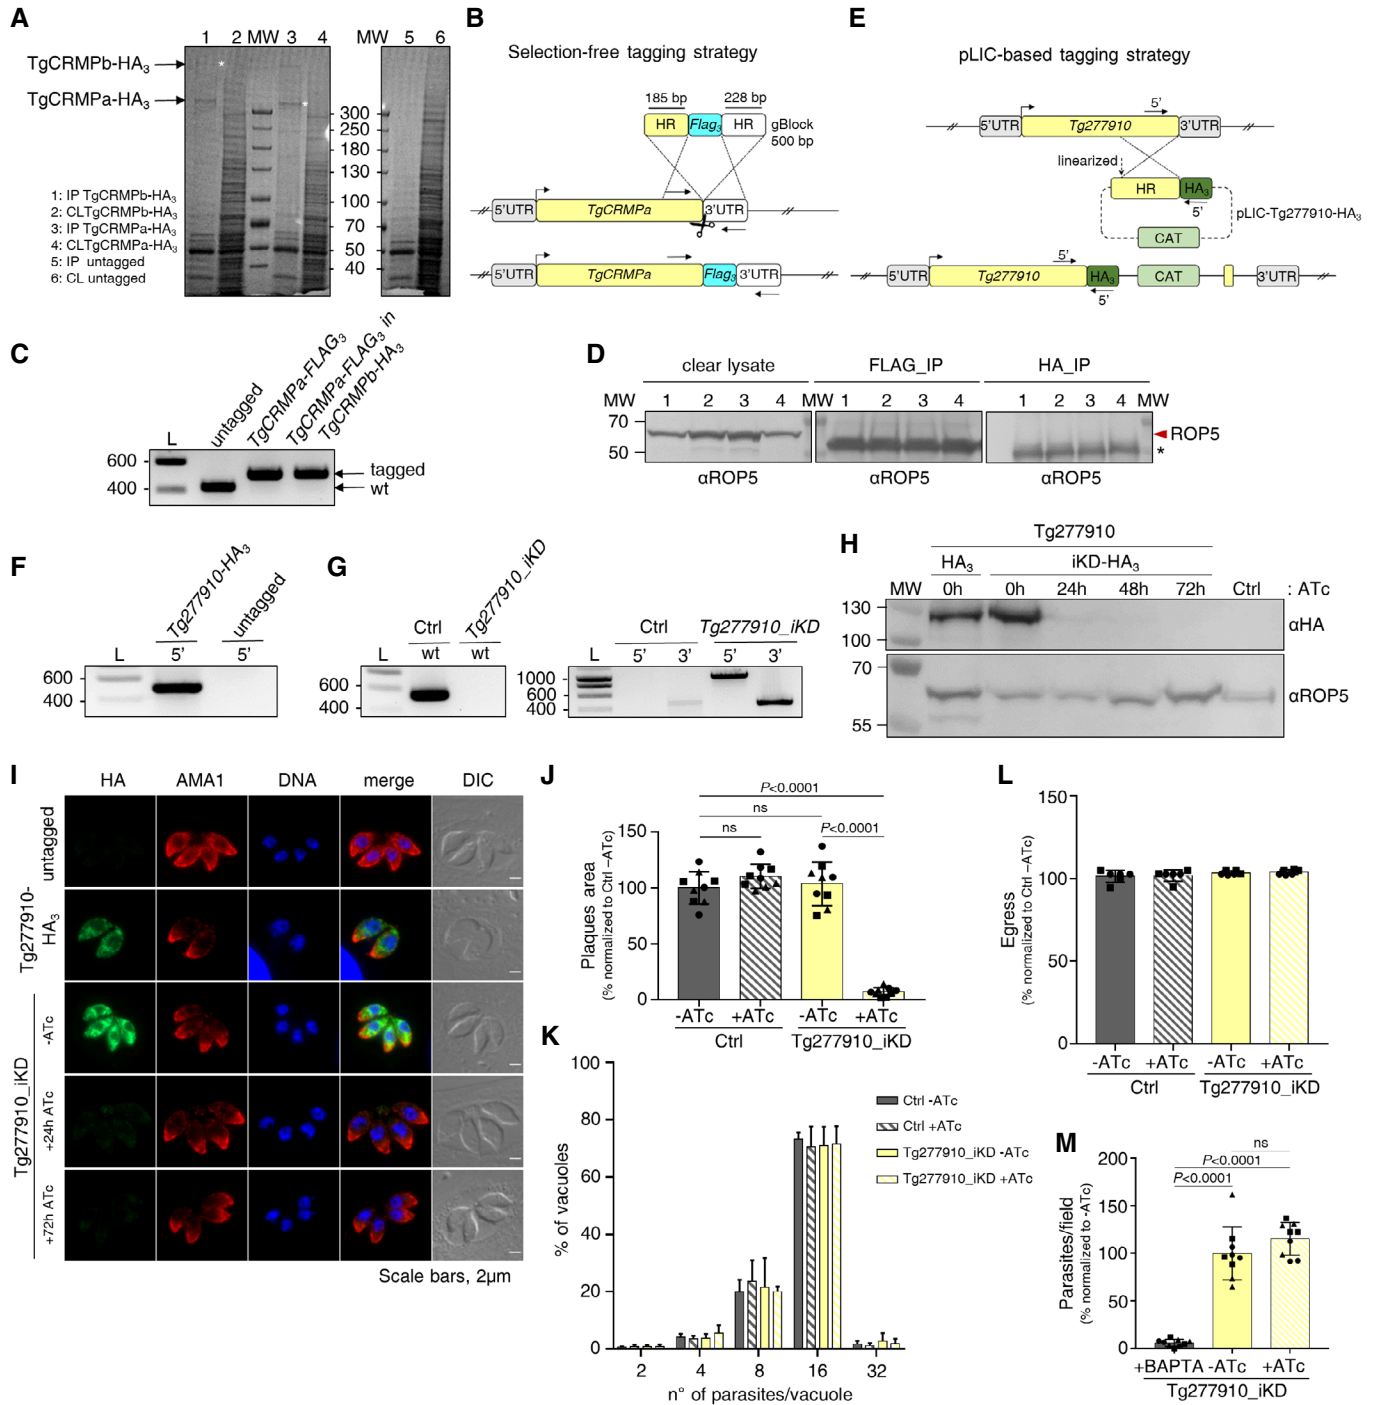 A
1 2 MW 3 4 MW 5 6
TgCRMPb-HA3
TgCRMPa-HA3
*
*
300
250
180
130
100
70
50
40
1: IP TgCRMPb-HA3
2: CLTgCRMPb-HA3
3: IP TgCRMPa-HA3
4: CLTgCRMPa-HA3
5: IP untagged
6: CL untagged
B
Selection-free tagging strategy
185 bp 228 bp
HR Flag3 HR gBlock
500 bp
5'UTR TgCRMPa 3'UTR
5'UTR TgCRMPa Flag3 3'UTR
E
pLIC-based tagging strategy
5'
5'UTR Tg277910 3'UTR
linearized
HR HA3
5'
pLIC-Tg277910-HA3
CAT
5'
5'UTR Tg277910 HA3 CAT 3'UTR
5'
C
L untagged TgCRMPa-FLAG3 TgCRMPa-FLAG3 in
TgCRMPb-HA3
600
400
tagged
wt
D
clear lysate FLAG_IP HA_IP
MW 1 2 3 4 MW 1 2 3 4 1 2 3 4 MW
70
50
ROP5
*
αROP5 αROP5 αROP5
F
Tg277910-HA3 untagged
L 5' 5'
600
400
G
Ctrl Tg277910_iKD
L wt wt
600
400
Ctrl Tg277910_iKD
L 5' 3' 5' 3'
1000
600
400
H
Tg277910
HA3 iKD-HA3
MW 0h 0h 24h 48h 72h Ctrl : ATc
130
100
αHA
70
55
αROP5
I
HA AMA1 DNA merge DIC
untagged
Tg277910-
HA3
Tg277910_iKD
-ATc
+24h ATc
+72h ATc
Scale bars, 2µm
J
P<0.0001
ns
ns P<0.0001
Plaques area
(% normalized to Ctrl –ATc)
150
100
50
0
-ATc +ATc -ATc +ATc
Ctrl Tg277910_iKD
K
% of vacuoles
100
80
60
40
20
0
2 4 8 16 32
n° of parasites/vacuole
Ctrl -ATc
Ctrl +ATc
Tg277910_iKD -ATc
Tg277910_iKD +ATc
L
Egress
(% normalized to Ctrl –ATc)
150
100
50
0
-ATc +ATc -ATc +ATc
Ctrl Tg277910_iKD
M
ns
P<0.0001
P<0.0001
Parasites/field
(% normalized to -ATc)
200
150
100
50
0
+BAPTA -ATc +ATc
Tg277910_iKD